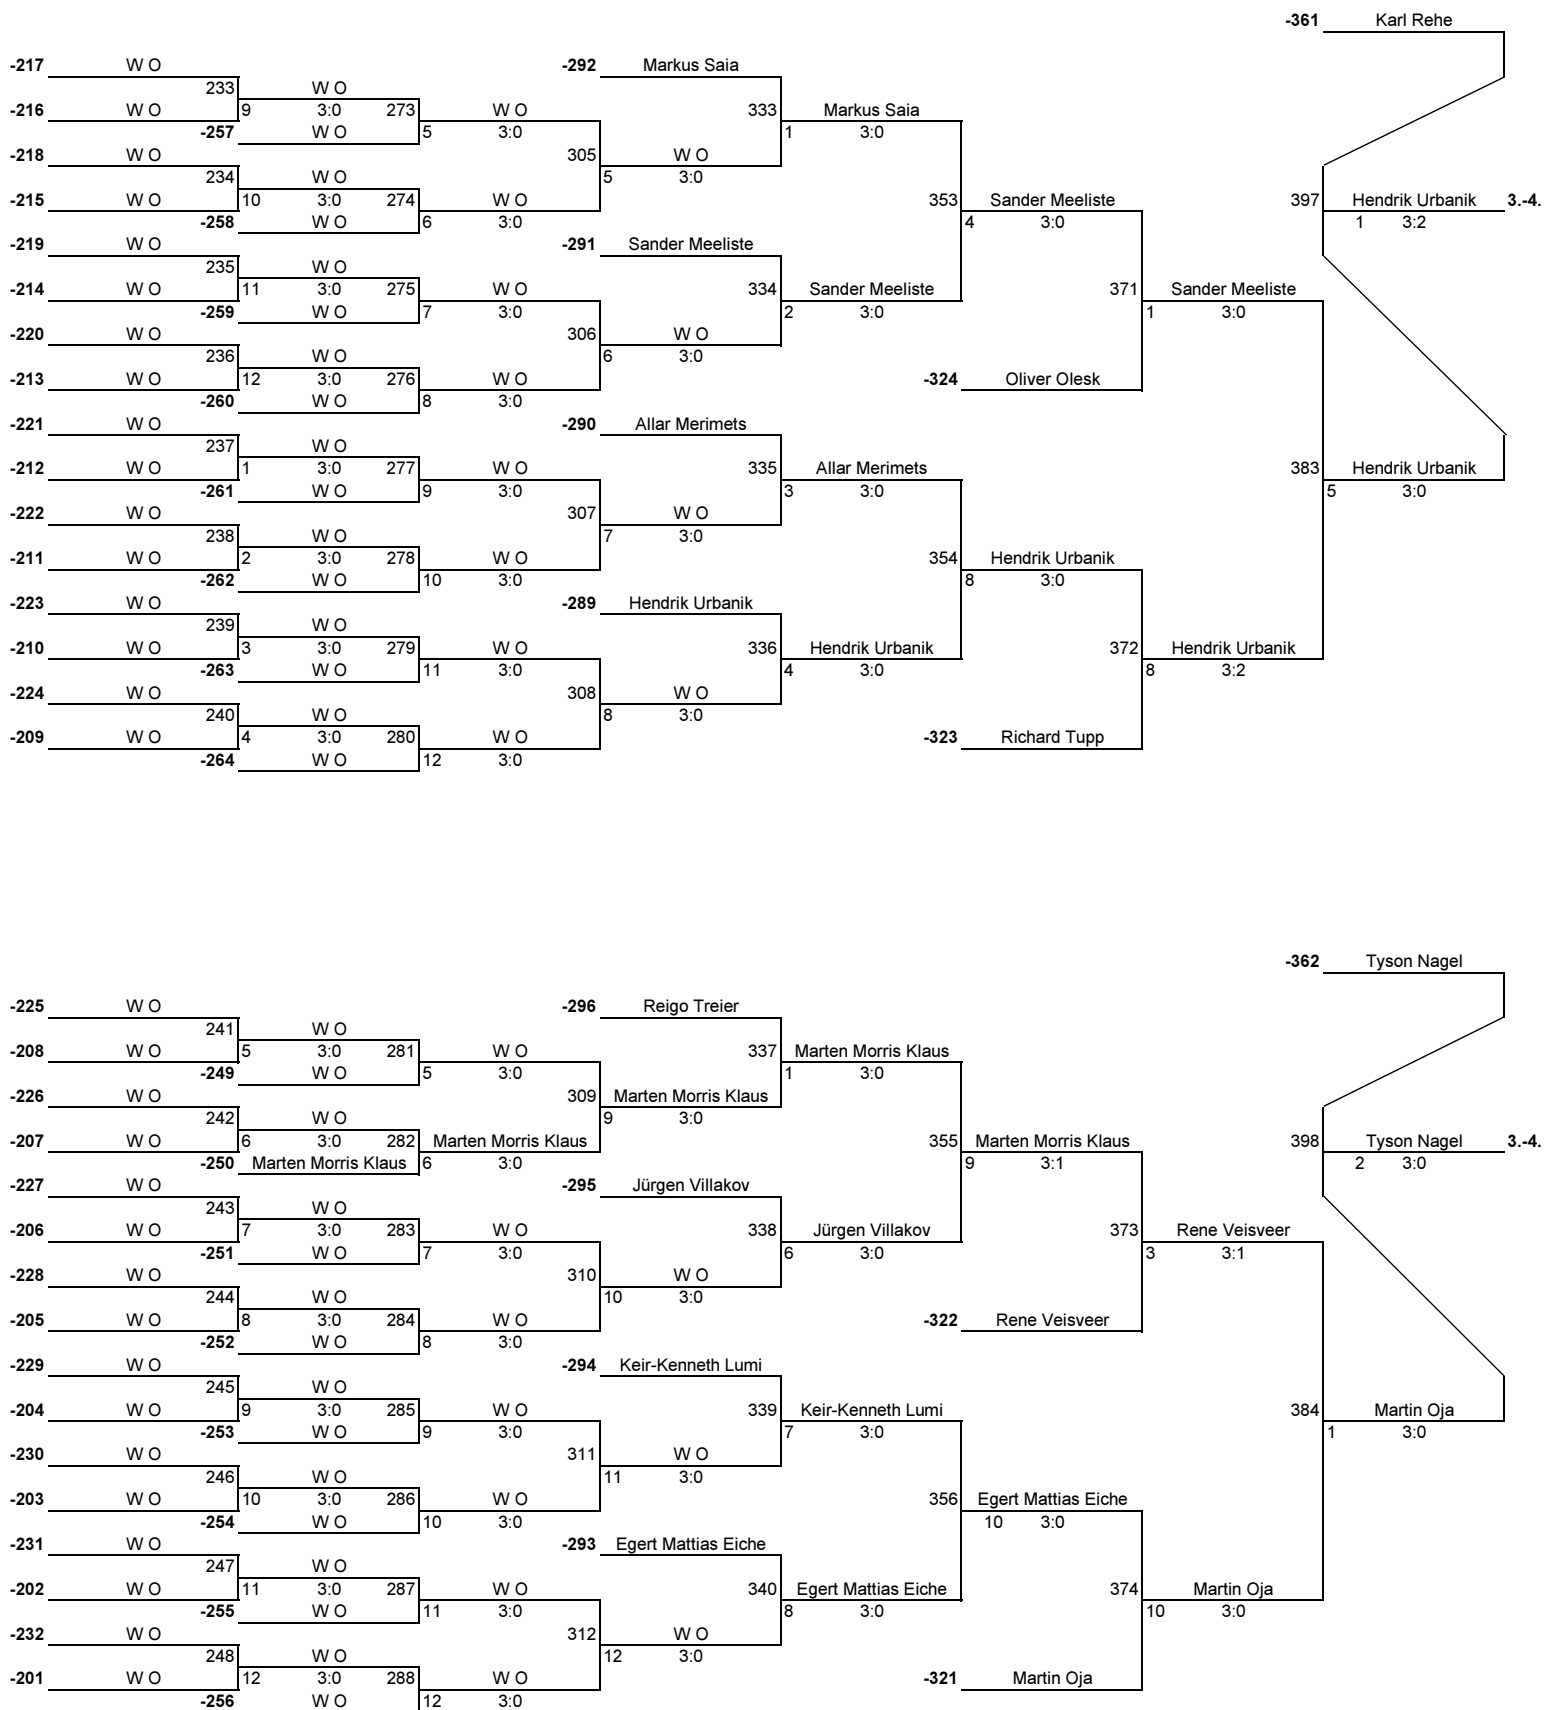 -361 Karl Rehe
-217 W O -292 Markus Saia
233 W O
-216 W O 9 3:0 273 W O 333 Markus Saia
-257 W O 5 3:0 1 3:0
-218 W O 305 W O
234 W O 5 3:0
-215 W O 10 3:0 274 W O 353 Sander Meeliste 397 Hendrik Urbanik 3.-4.
-258 W O 6 3:0 4 3:0 1 3:2
-219 W O -291 Sander Meeliste
235 W O
-214 W O 11 3:0 275 W O 334 Sander Meeliste 371 Sander Meeliste
-259 W O 7 3:0 2 3:0 1 3:0
-220 W O 306 W O
236 W O 6 3:0
-213 W O 12 3:0 276 W O -324 Oliver Olesk
-260 W O 8 3:0
-221 W O -290 Allar Merimets
237 W O
-212 W O 1 3:0 277 W O 335 Allar Merimets 383 Hendrik Urbanik
-261 W O 9 3:0 3 3:0 5 3:0
-222 W O 307 W O
238 W O 7 3:0
-211 W O 2 3:0 278 W O 354 Hendrik Urbanik
-262 W O 10 3:0 8 3:0
-223 W O -289 Hendrik Urbanik
239 W O
-210 W O 3 3:0 279 W O 336 Hendrik Urbanik 372 Hendrik Urbanik
-263 W O 11 3:0 4 3:0 8 3:2
-224 W O 308 W O
240 W O 8 3:0
-209 W O 4 3:0 280 W O -323 Richard Tupp
-264 W O 12 3:0
-362 Tyson Nagel
-225 W O -296 Reigo Treier
241 W O
-208 W O 5 3:0 281 W O 337 Marten Morris Klaus
-249 W O 5 3:0 1 3:0
-226 W O 309 Marten Morris Klaus
242 W O 9 3:0
-207 W O 6 3:0 282 Marten Morris Klaus 355 Marten Morris Klaus 398 Tyson Nagel 3.-4.
-250 Marten Morris Klaus 6 3:0 9 3:1 2 3:0
-227 W O -295 Jürgen Villakov
243 W O
-206 W O 7 3:0 283 W O 338 Jürgen Villakov 373 Rene Veisveer
-251 W O 7 3:0 6 3:0 3 3:1
-228 W O 310 W O
244 W O 10 3:0
-205 W O 8 3:0 284 W O -322 Rene Veisveer
-252 W O 8 3:0
-229 W O -294 Keir-Kenneth Lumi
245 W O
-204 W O 9 3:0 285 W O 339 Keir-Kenneth Lumi 384 Martin Oja
-253 W O 9 3:0 7 3:0 1 3:0
-230 W O 311 W O
246 W O 11 3:0
-203 W O 10 3:0 286 W O 356 Egert Mattias Eiche
-254 W O 10 3:0 10 3:0
-231 W O -293 Egert Mattias Eiche
247 W O
-202 W O 11 3:0 287 W O 340 Egert Mattias Eiche 374 Martin Oja
-255 W O 11 3:0 8 3:0 10 3:0
-232 W O 312 W O
248 W O 12 3:0
-201 W O 12 3:0 288 W O -321 Martin Oja
-256 W O 12 3:0